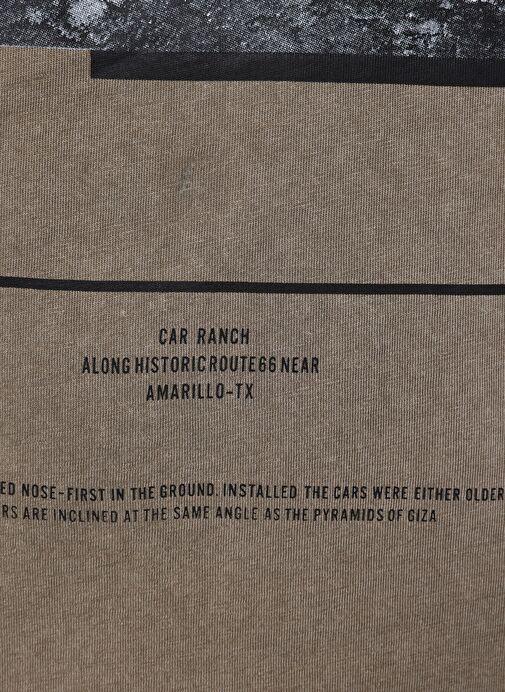 CAR RANCH
ALONG HISTORIC ROUTE 66 NEAR
AMARILLO-TX
ED NOSE-FIRST IN THE GROUND. INSTALLED THE CARS WERE EITHER OLDER
RS ARE INCLINED AT THE SAME ANGLE AS THE PYRAMIDS OF GIZA